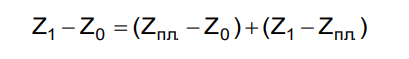 Z₁ − Z₀ = (Zпл − Z₀) + (Z₁ − Zпл)